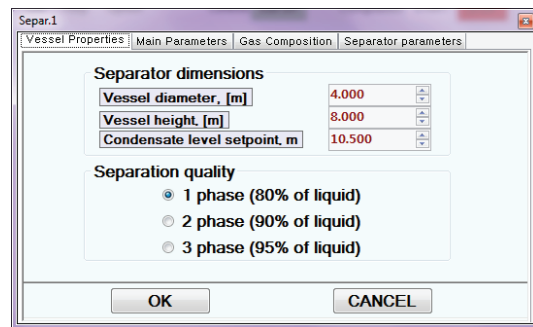 Separ.1
Vessel Properties Main Parameters Gas Composition Separator parameters
Separator dimensions
Vessel diameter, [m] 4.000
Vessel height, [m] 8.000
Condensate level setpoint, m 10.500
Separation quality
1 phase (80% of liquid)
2 phase (90% of liquid)
3 phase (95% of liquid)
OK CANCEL